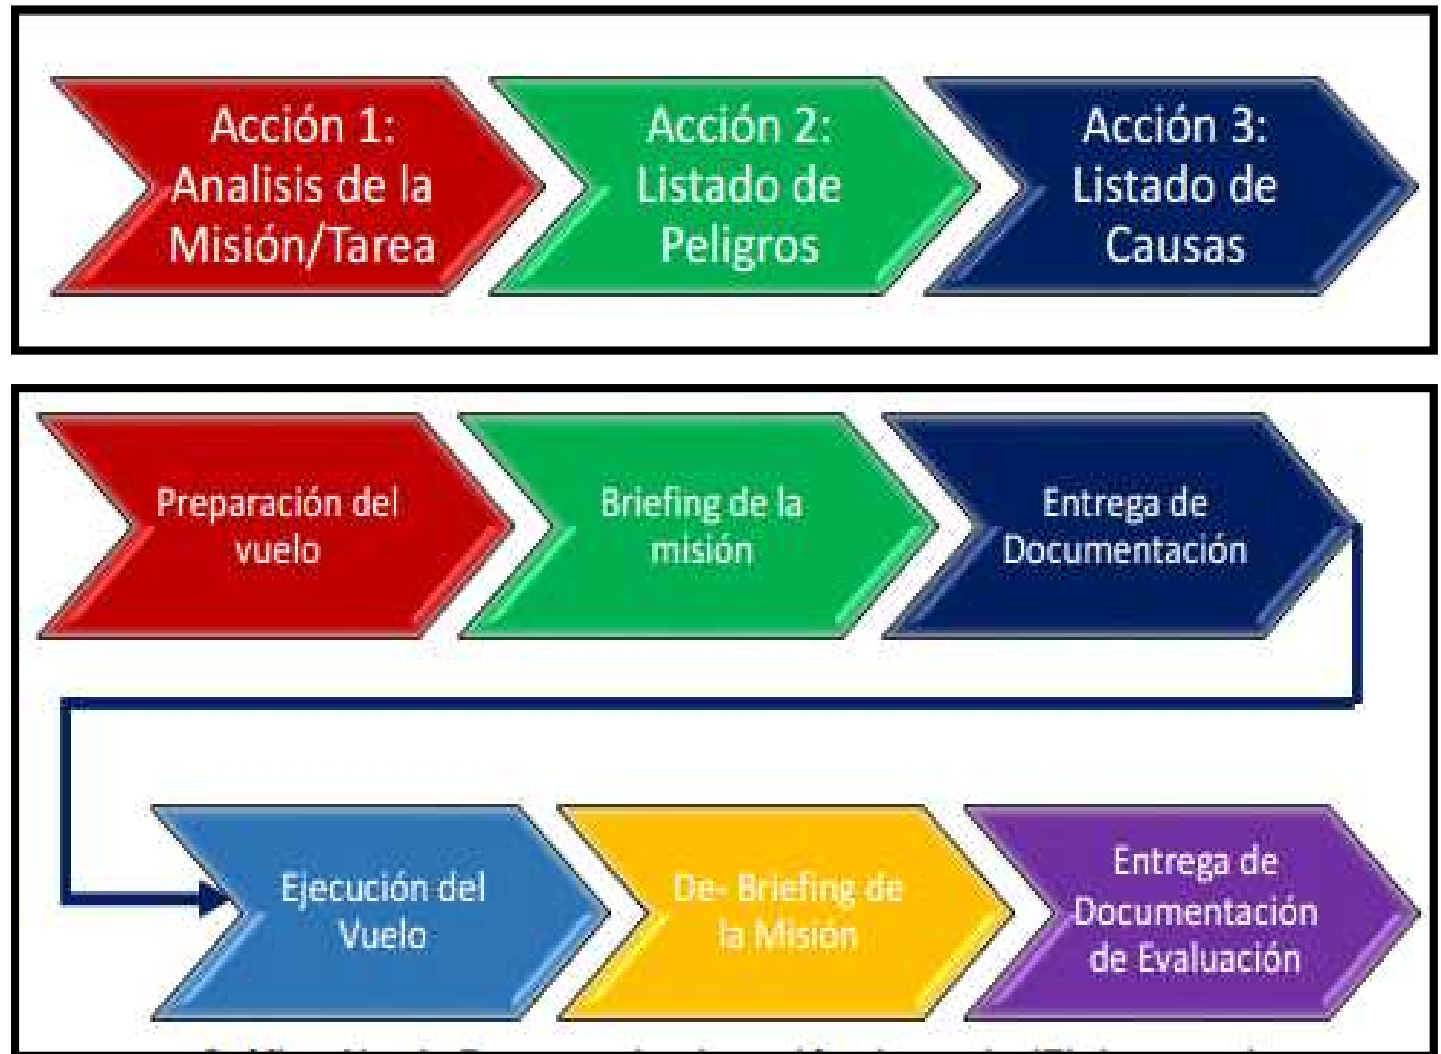 Acción 1:
Analisis de la
Misión/Tarea
Acción 2:
Listado de
Peligros
Acción 3:
Listado de
Causas
Preparación del
vuelo
Briefing de la
misión
Entrega de
Documentación
Ejecución del
Vuelo
De- Briefing de
la Misión
Entrega de
Documentación
de Evaluación